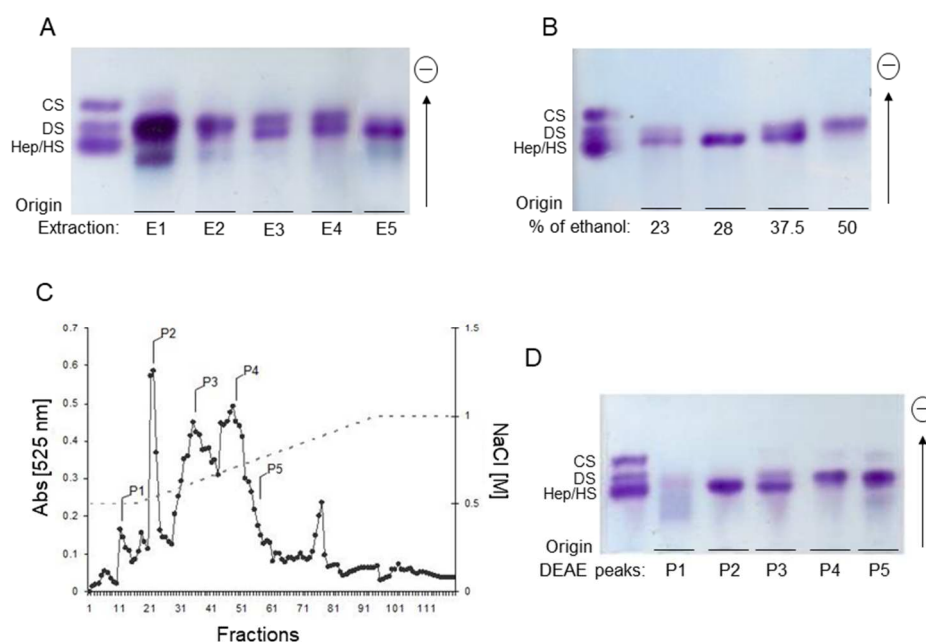 A
CS
DS
Hep/HS
Origin
Extraction: E1 E2 E3 E4 E5
B
CS
DS
Hep/HS
Origin
% of ethanol: 23 28 37.5 50
C
Abs [525 nm]
0.7
0.6
0.5
0.4
0.3
0.2
0.1
0
P1
P2
P3
P4
P5
1.5
1
0.5
0
NaCl [M]
1 11 21 31 41 51 61 71 81 91 101 111
Fractions
D
CS
DS
Hep/HS
Origin
DEAE peaks: P1 P2 P3 P4 P5